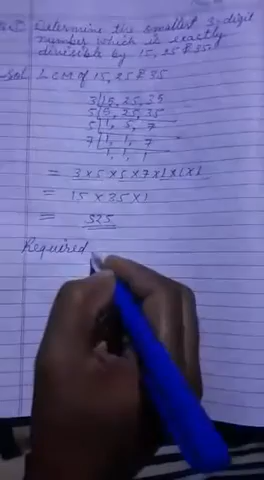 Determine the smallest 3-digit
number which is exactly
divisible by 15, 25 & 35.
Sol L C M of 15, 25 & 35
3 | 15, 25, 35
5 | 5, 25, 35
5 | 1, 5, 7
7 | 1, 1, 7
1, 1, 1
= 3 × 5 × 5 × 7 × 1 × 1 × 1
= 15 × 35 × 1
= 525
Required